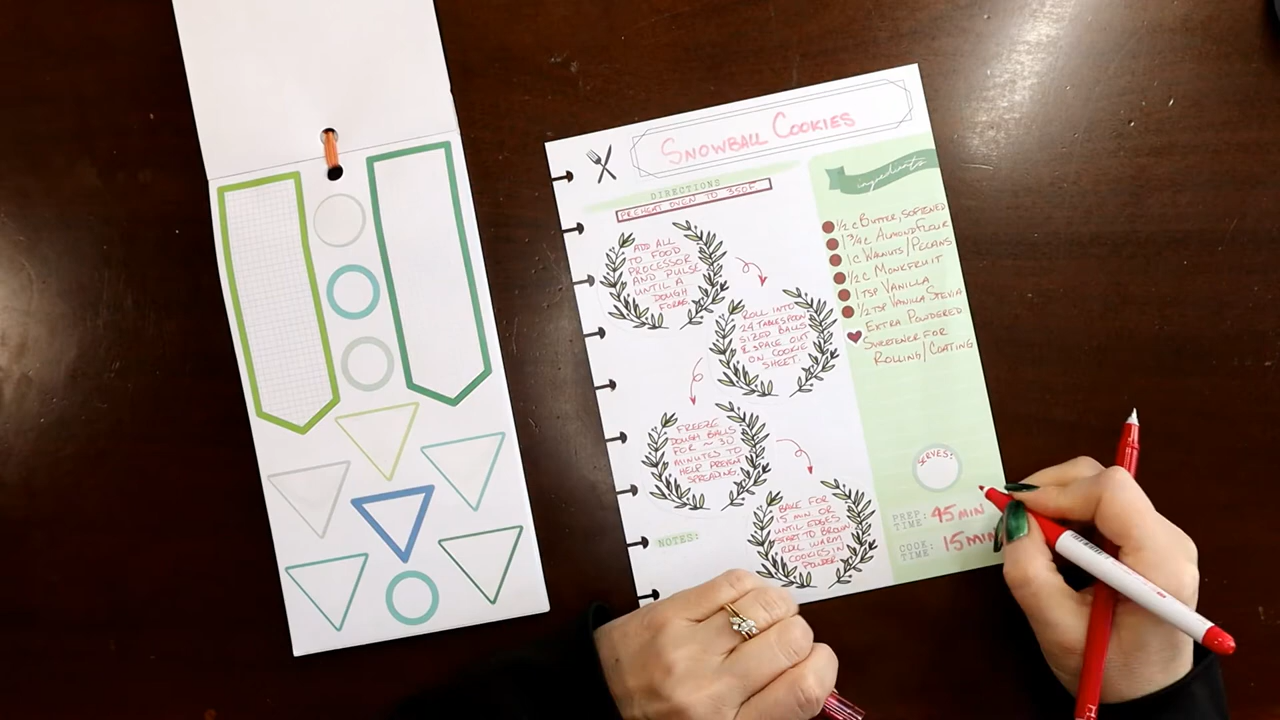 SNOWBALL COOKIES
DIRECTIONS
PREHEAT OVEN TO 350F
ADD ALL
TO FOOD
PROCESSOR
AND PULSE
UNTIL A
DOUGH
FORMS.
ROLL INTO
24 TABLESPOON
SIZED BALLS
& SPACE OUT
ON COOKIE
SHEET.
FREEZE
DOUGH BALLS
FOR ~ 30
MINUTES TO
HELP PREVENT
SPREADING.
BAKE FOR
15 MIN OR
UNTIL EDGES
START TO BROWN.
ROLL WARM
COOKIES IN
POWDER.
NOTES:
ingredients
1/2 C BUTTER, SOFTENED
1 3/4 C ALMOND FLOUR
1 C WALNUTS/PECANS
1/2 C MONKFRUIT
1 TSP VANILLA
1/2 TSP VANILLA STEVIA
EXTRA POWDERED
SWEETENER FOR
ROLLING/COATING
SERVES:
PREP TIME: 45 MIN
COOK TIME: 15 MIN